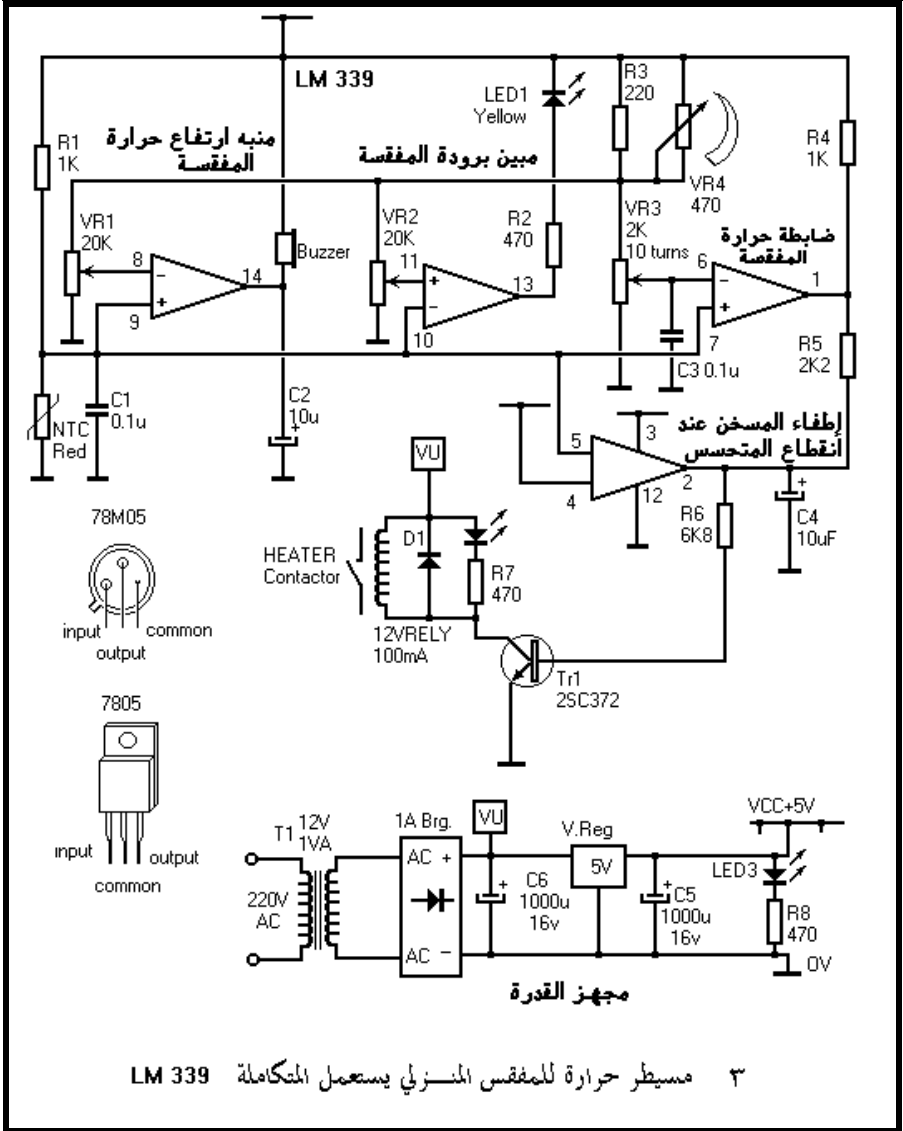 LM 339
R1
1K
منبه ارتفاع حرارة
المفقسة
مبين برودة المفقسة
LED1
Yellow
R3
220
VR4
470
R4
1K
VR1
20K
8
9
14
Buzzer
VR2
20K
11
10
13
R2
470
VR3
2K
10 turns
ضابطة حرارة
المفقسة
6
7
1
C3 0.1u
R5
2K2
NTC
Red
C1
0.1u
C2
10u
+
إطفاء المسخن عند
أنقطاع المتحسس
5
4
3
12
2
R6
6K8
+
C4
10uF
VU
D1
R7
470
HEATER
Contactor
12VRELY
100mA
Tr1
2SC372
78M05
input
output
common
7805
input
common
output
T1
12V
1VA
220V
AC
1A Brg.
AC +
AC -
VU
+
C6
1000u
16v
V.Reg
5V
+
C5
1000u
16v
VCC+5V
LED3
R8
470
0V
مجهز القدرة
٣ مسيطر حرارة للمفقس المنـزلي يستعمل المتكاملة LM 339